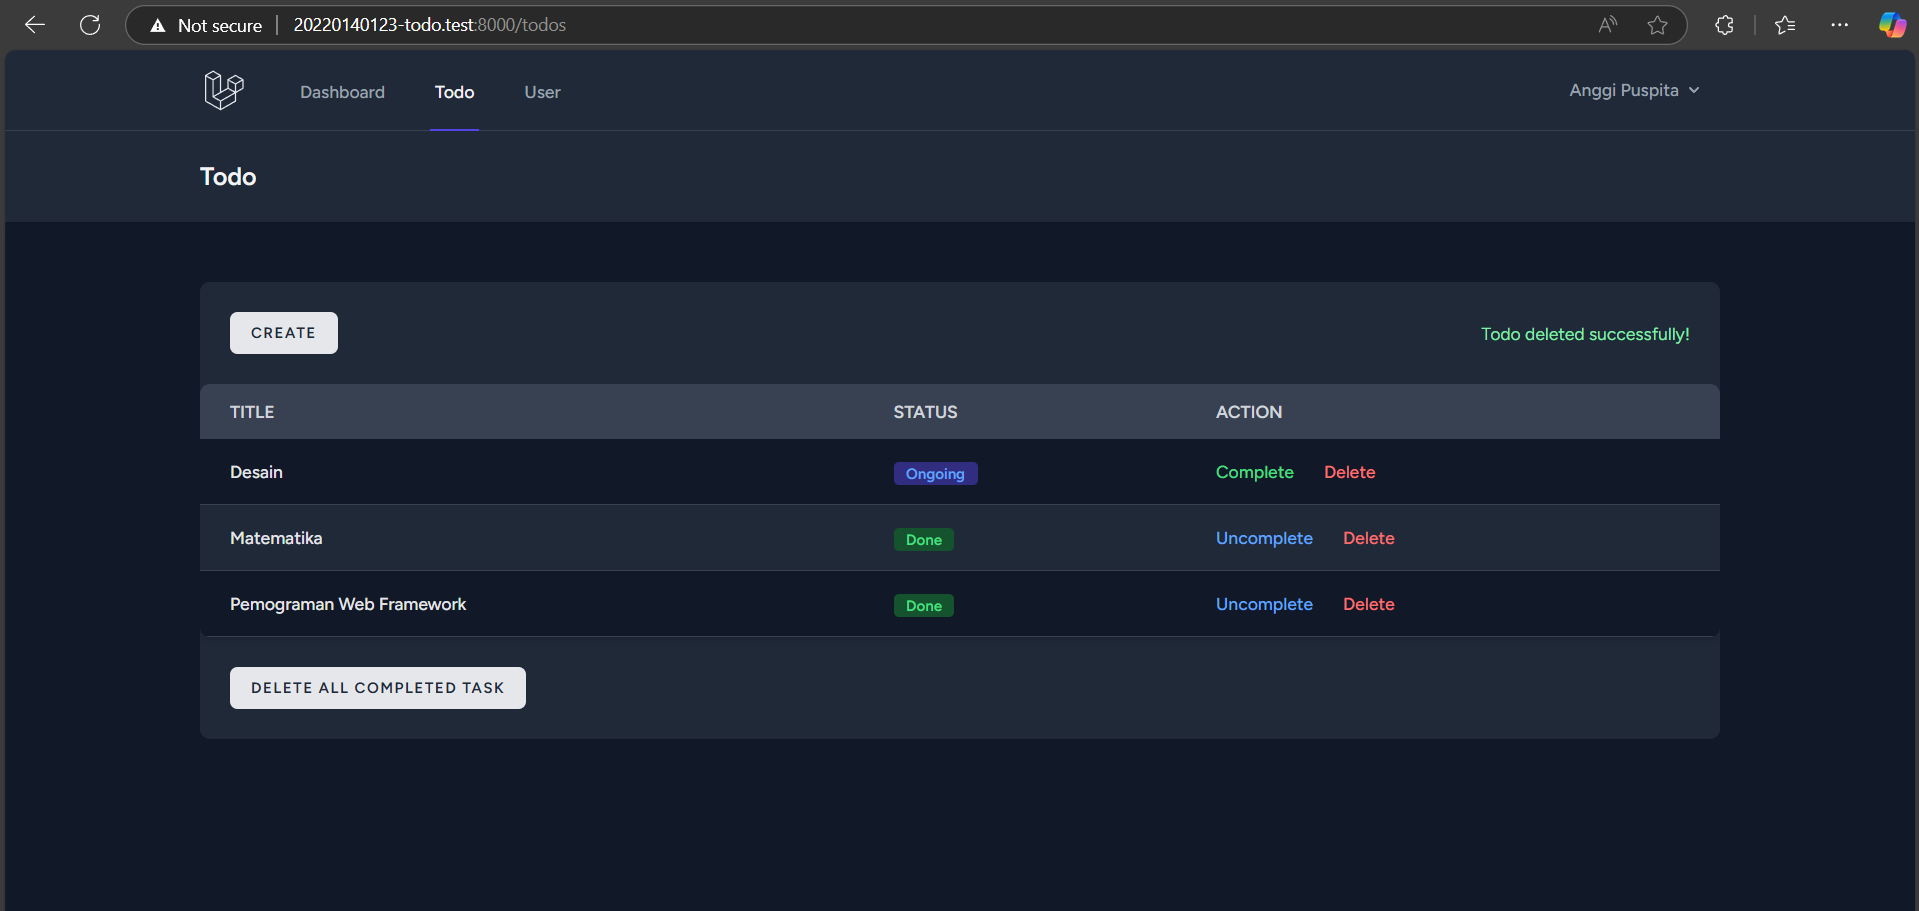 Not secure 20220140123-todo.test:8000/todos
Dashboard Todo User Anggi Puspita
Todo
CREATE Todo deleted successfully!
TITLE STATUS ACTION
Desain Ongoing Complete Delete
Matematika Done Uncomplete Delete
Pemograman Web Framework Done Uncomplete Delete
DELETE ALL COMPLETED TASK